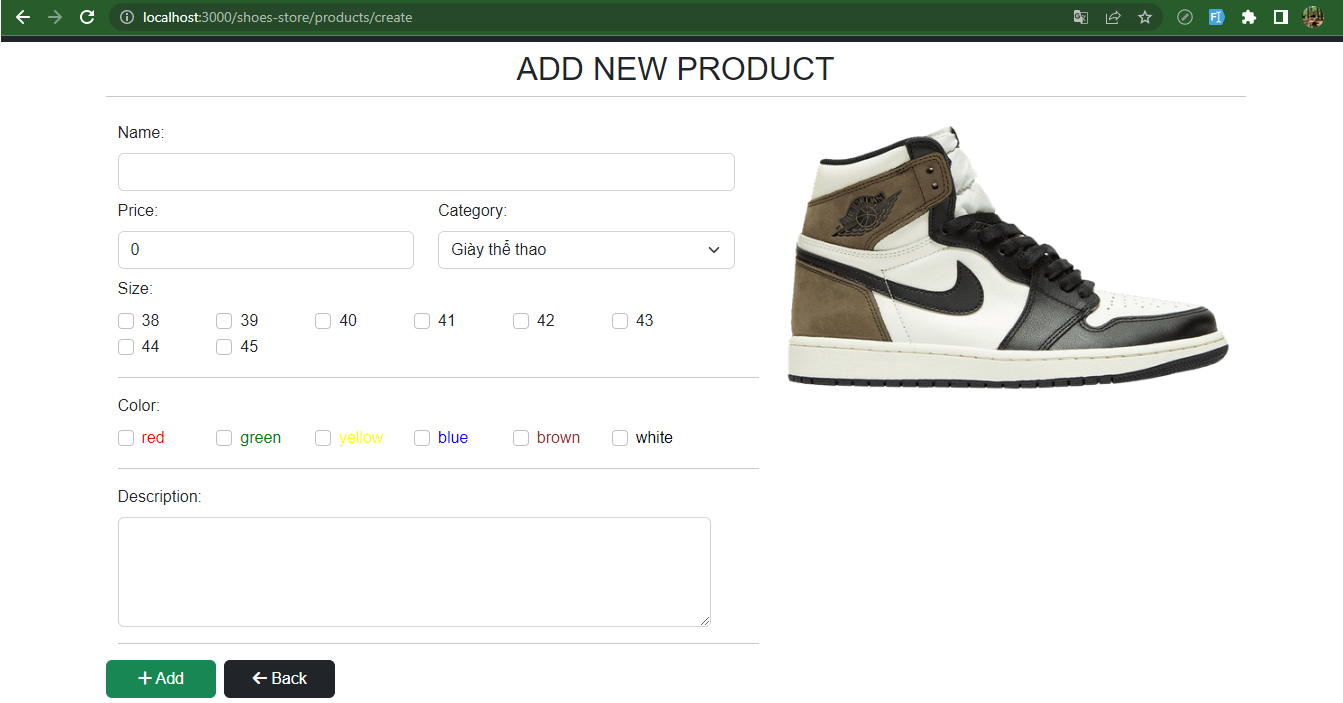 localhost:3000/shoes-store/products/create
ADD NEW PRODUCT
Name:
Price: Category:
0 Giày thể thao
Size:
38 39 40 41 42 43
44 45
Color:
red green yellow blue brown white
Description:
+ Add ← Back